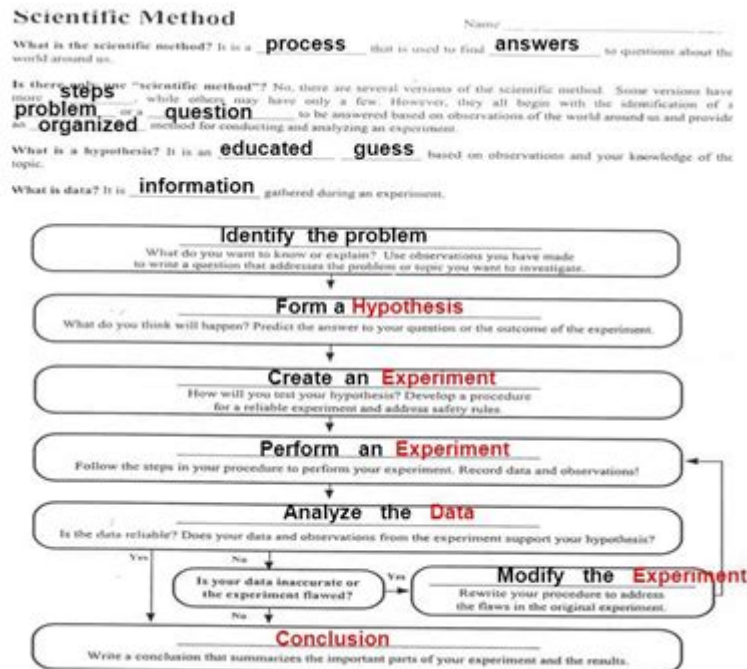 Scientific Method
Name
What is the scientific method? It is a process that is used to find answers to questions about the
world around us.
Is there only one "scientific method"? No, there are several versions of the scientific method. Some versions have
more steps, while others may have only a few. However, they all begin with the identification of a
problem or a question to be answered based on observations of the world around us and provide
an organized method for conducting and analyzing an experiment.
What is a hypothesis? It is an educated guess based on observations and your knowledge of the
topic.
What is data? It is information gathered during an experiment.
Identify the problem
What do you want to know or explain? Use observations you have made
to write a question that addresses the problem or topic you want to investigate.
Form a Hypothesis
What do you think will happen? Predict the answer to your question or the outcome of the experiment.
Create an Experiment
How will you test your hypothesis? Develop a procedure
for a reliable experiment and address safety rules.
Perform an Experiment
Follow the steps in your procedure to perform your experiment. Record data and observations!
Analyze the Data
Is the data reliable? Does your data and observations from the experiment support your hypothesis?
Yes
No
Is your data inaccurate or
the experiment flawed?
Yes
Modify the Experiment
Rewrite your procedure to address
the flaws in the original experiment.
No
Conclusion
Write a conclusion that summarizes the important parts of your experiment and the results.